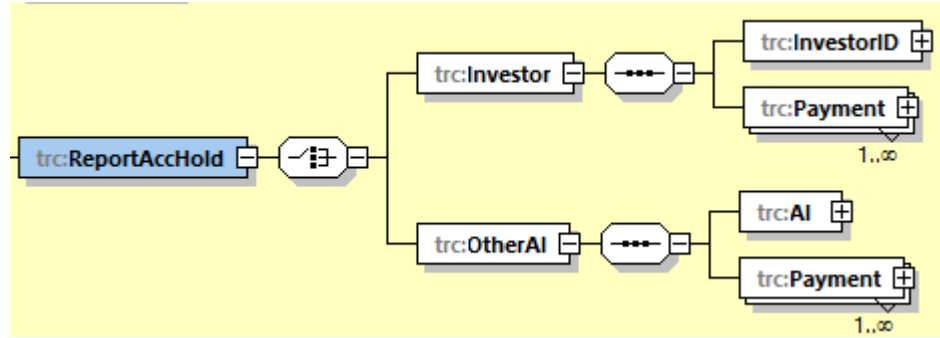 trc:InvestorID
trc:Investor
trc:Payment
1..∞
trc:ReportAccHold
trc:AI
trc:OtherAI
trc:Payment
1..∞